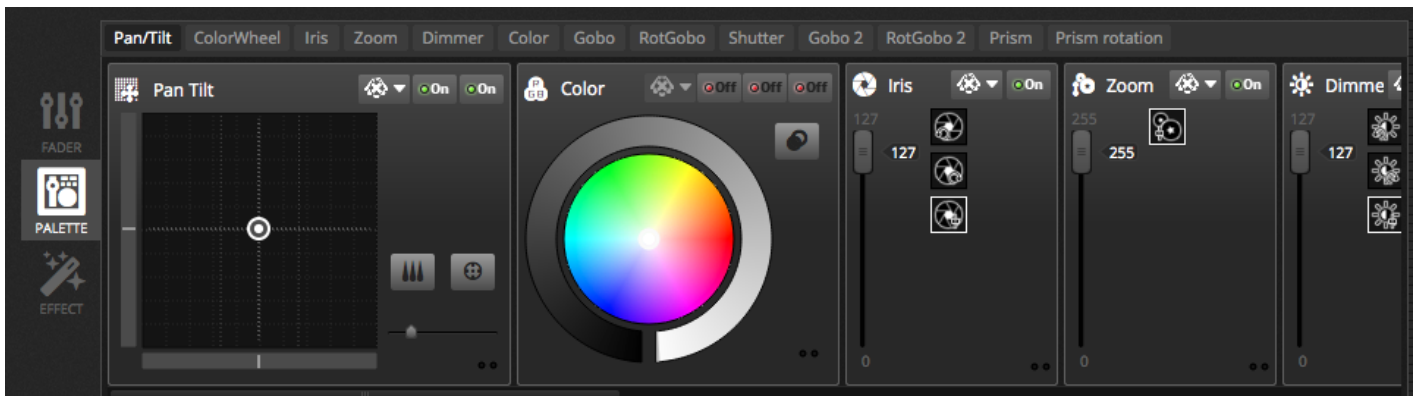 Pan/Tilt ColorWheel Iris Zoom Dimmer Color Gobo RotGobo Shutter Gobo 2 RotGobo 2 Prism Prism rotation
FADER
PALETTE
EFFECT
Pan Tilt On On
RGB Color Off Off Off
Iris On
127
127
0
Zoom On
255
255
0
Dimme
127
127
0